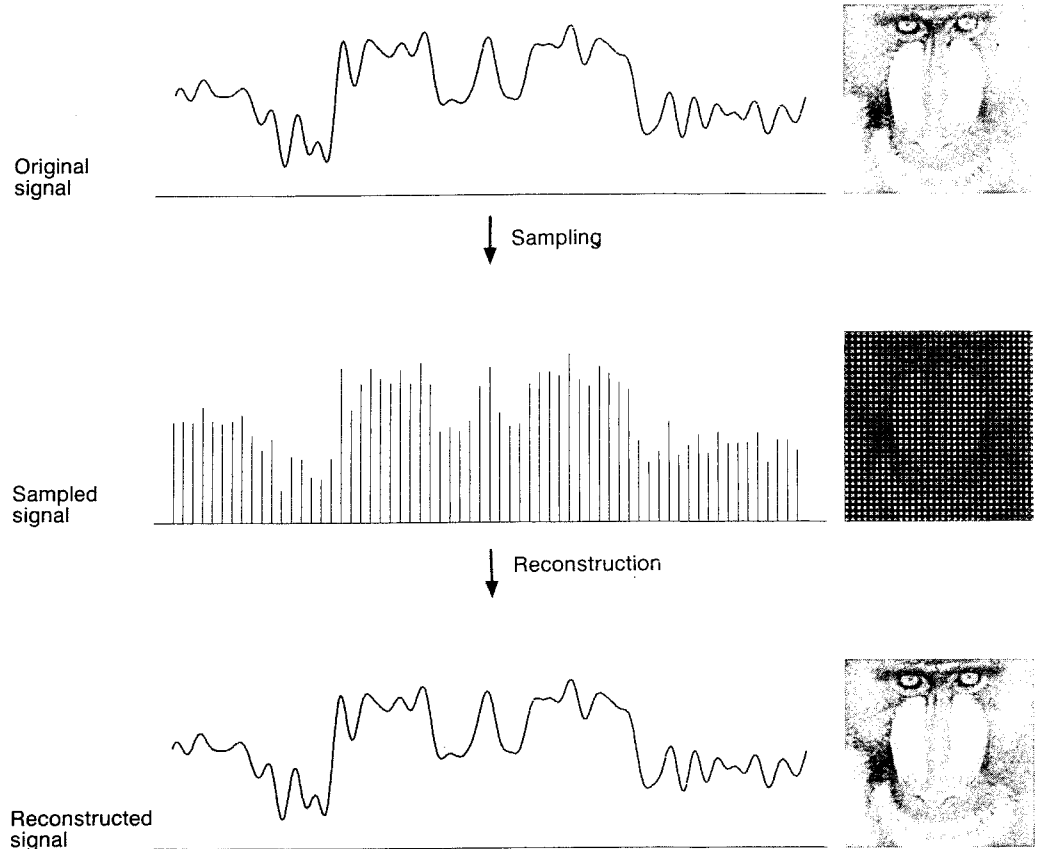 Original
signal
Sampling
Sampled
signal
Reconstruction
Reconstructed
signal